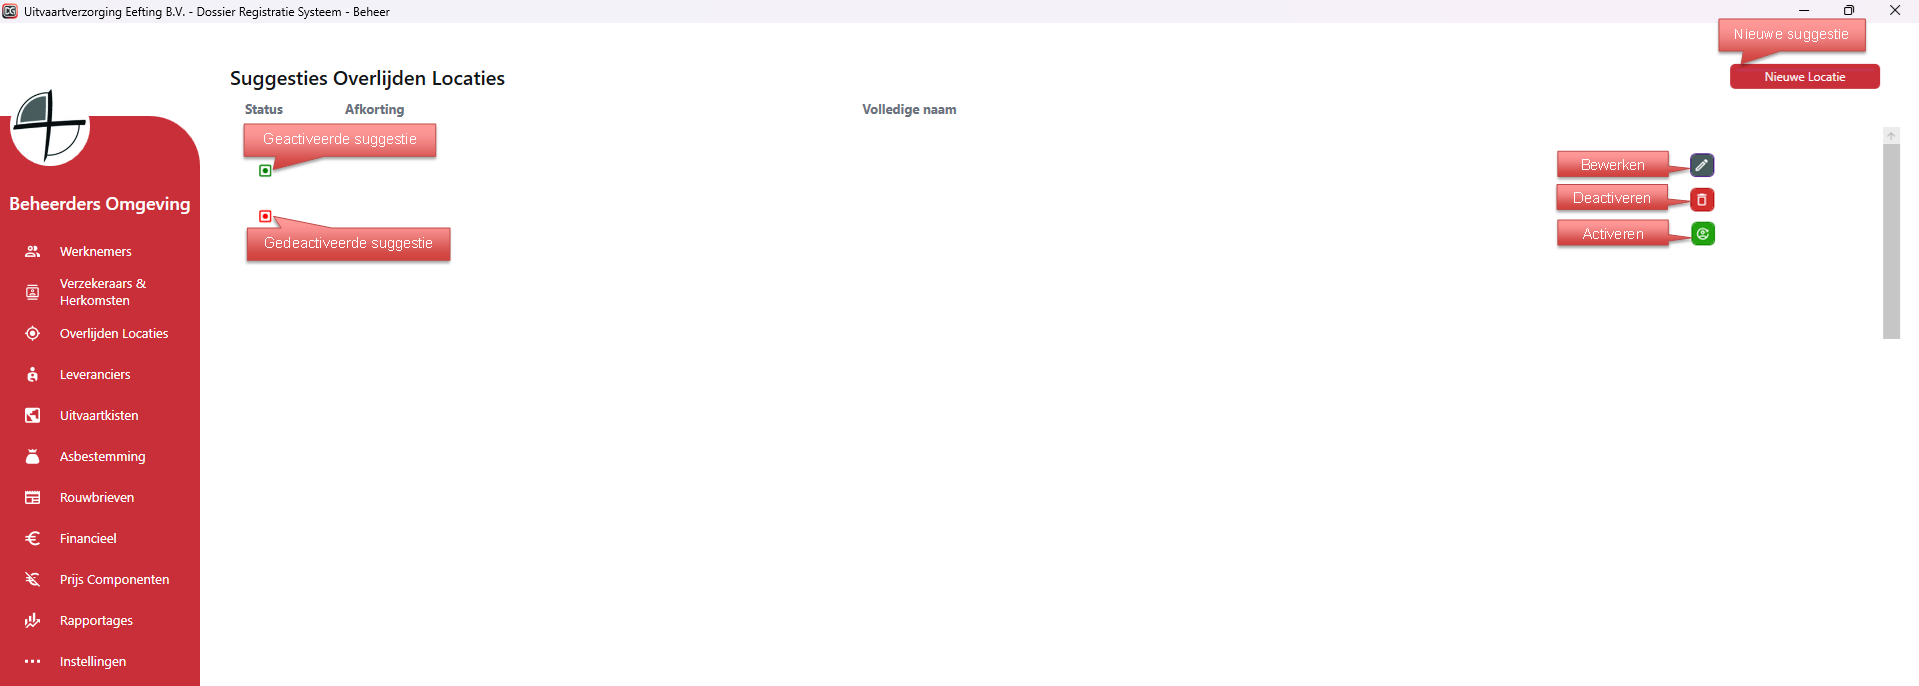 Uitvaartverzorging Eefting B.V. - Dossier Registratie Systeem - Beheer
Nieuwe suggestie
Suggesties Overlijden Locaties
Nieuwe Locatie
Status
Afkorting
Volledige naam
Geactiveerde suggestie
Gedeactiveerde suggestie
Bewerken
Deactiveren
Activeren
Beheerders Omgeving
Werknemers
Verzekeraars &
Herkomsten
Overlijden Locaties
Leveranciers
Uitvaartkisten
Asbestemming
Rouwbrieven
Financieel
Prijs Componenten
Rapportages
Instellingen